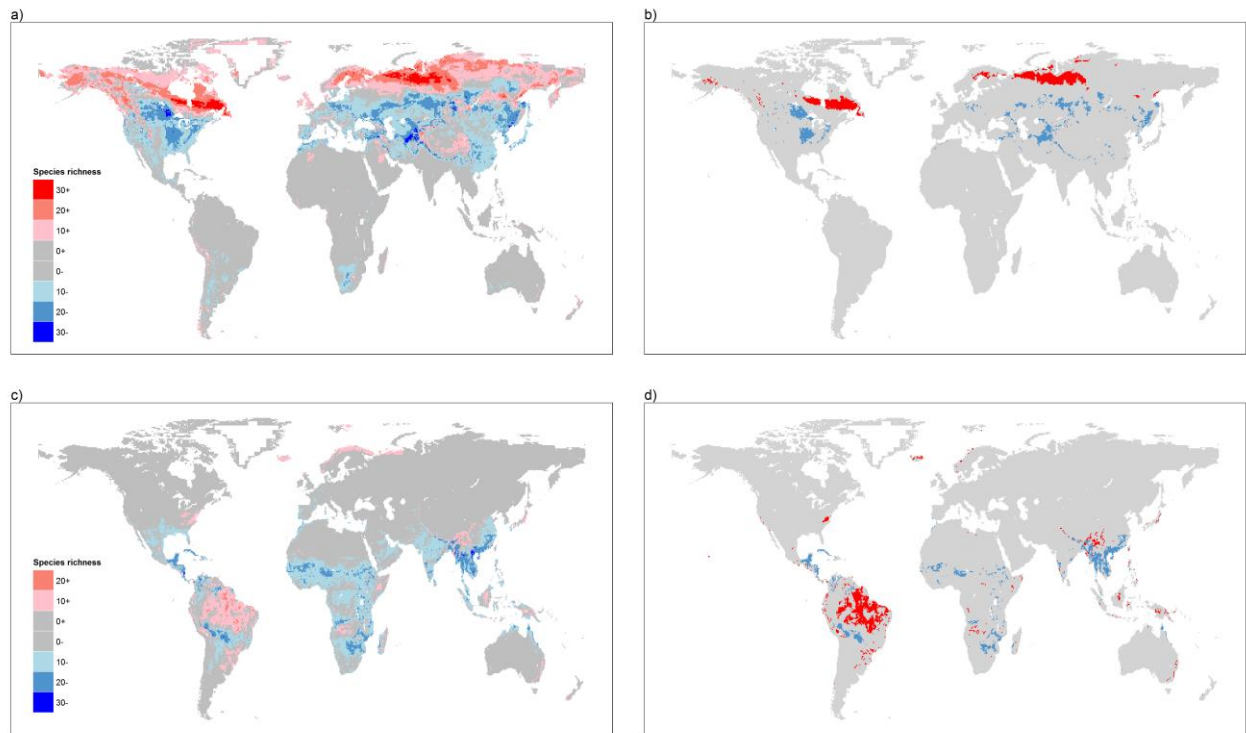 a)
b)
Species richness
30+
20+
10+
0+
0-
10-
20-
30-
c)
d)
Species richness
20+
10+
0+
0-
10-
20-
30-